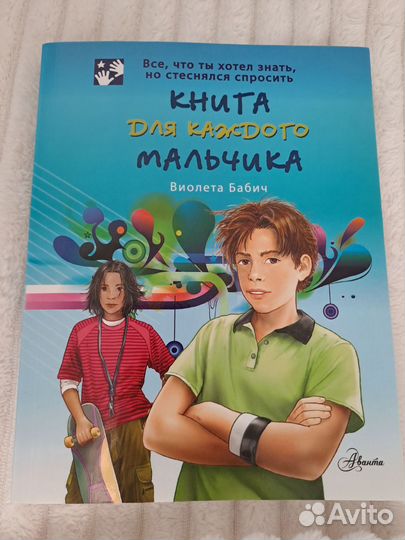 Все, что ты хотел знать,
но стеснялся спросить
КНИГА
ДЛЯ КАЖДОГО
МАЛЬЧИКА
Виолета Бабич
Аванта
Avito